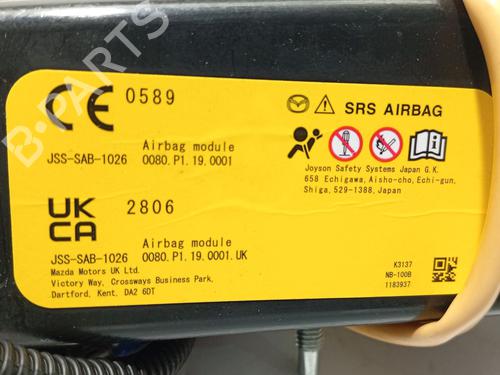 B-PARTS
CE 0589
Airbag module
JSS-SAB-1026 0080.P1.19.0001
SRS AIRBAG
Joyson Safety Systems Japan G.K.
658 Echigawa, Aisho-cho, Echi-gun,
Shiga, 529-1388, Japan
UK
CA
2806
Airbag module
JSS-SAB-1026 0080.P1.19.0001.UK
Mazda Motors UK Ltd.
Victory Way, Crossways Business Park,
Dartford, Kent, DA2 6DT
K3137
NB-100B
1183937